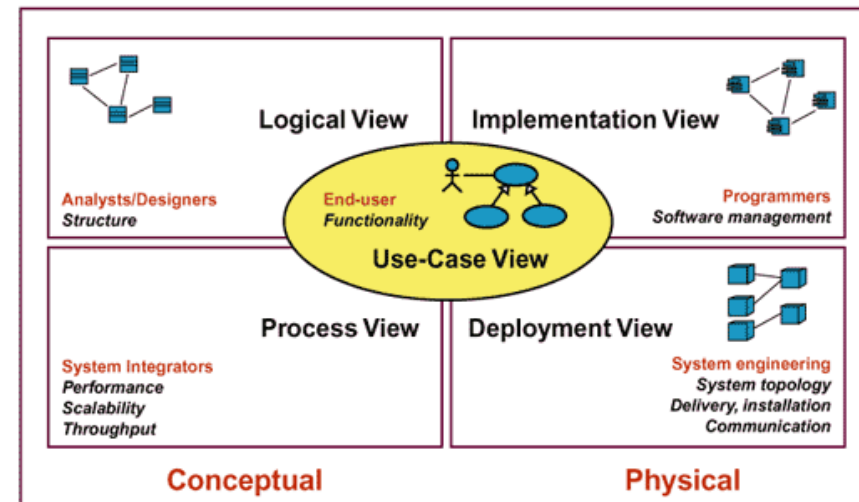 Logical View
Analysts/Designers
Structure
Implementation View
Programmers
Software management
End-user
Functionality
Use-Case View
Process View
System Integrators
Performance
Scalability
Throughput
Deployment View
System engineering
System topology
Delivery, installation
Communication
Conceptual
Physical